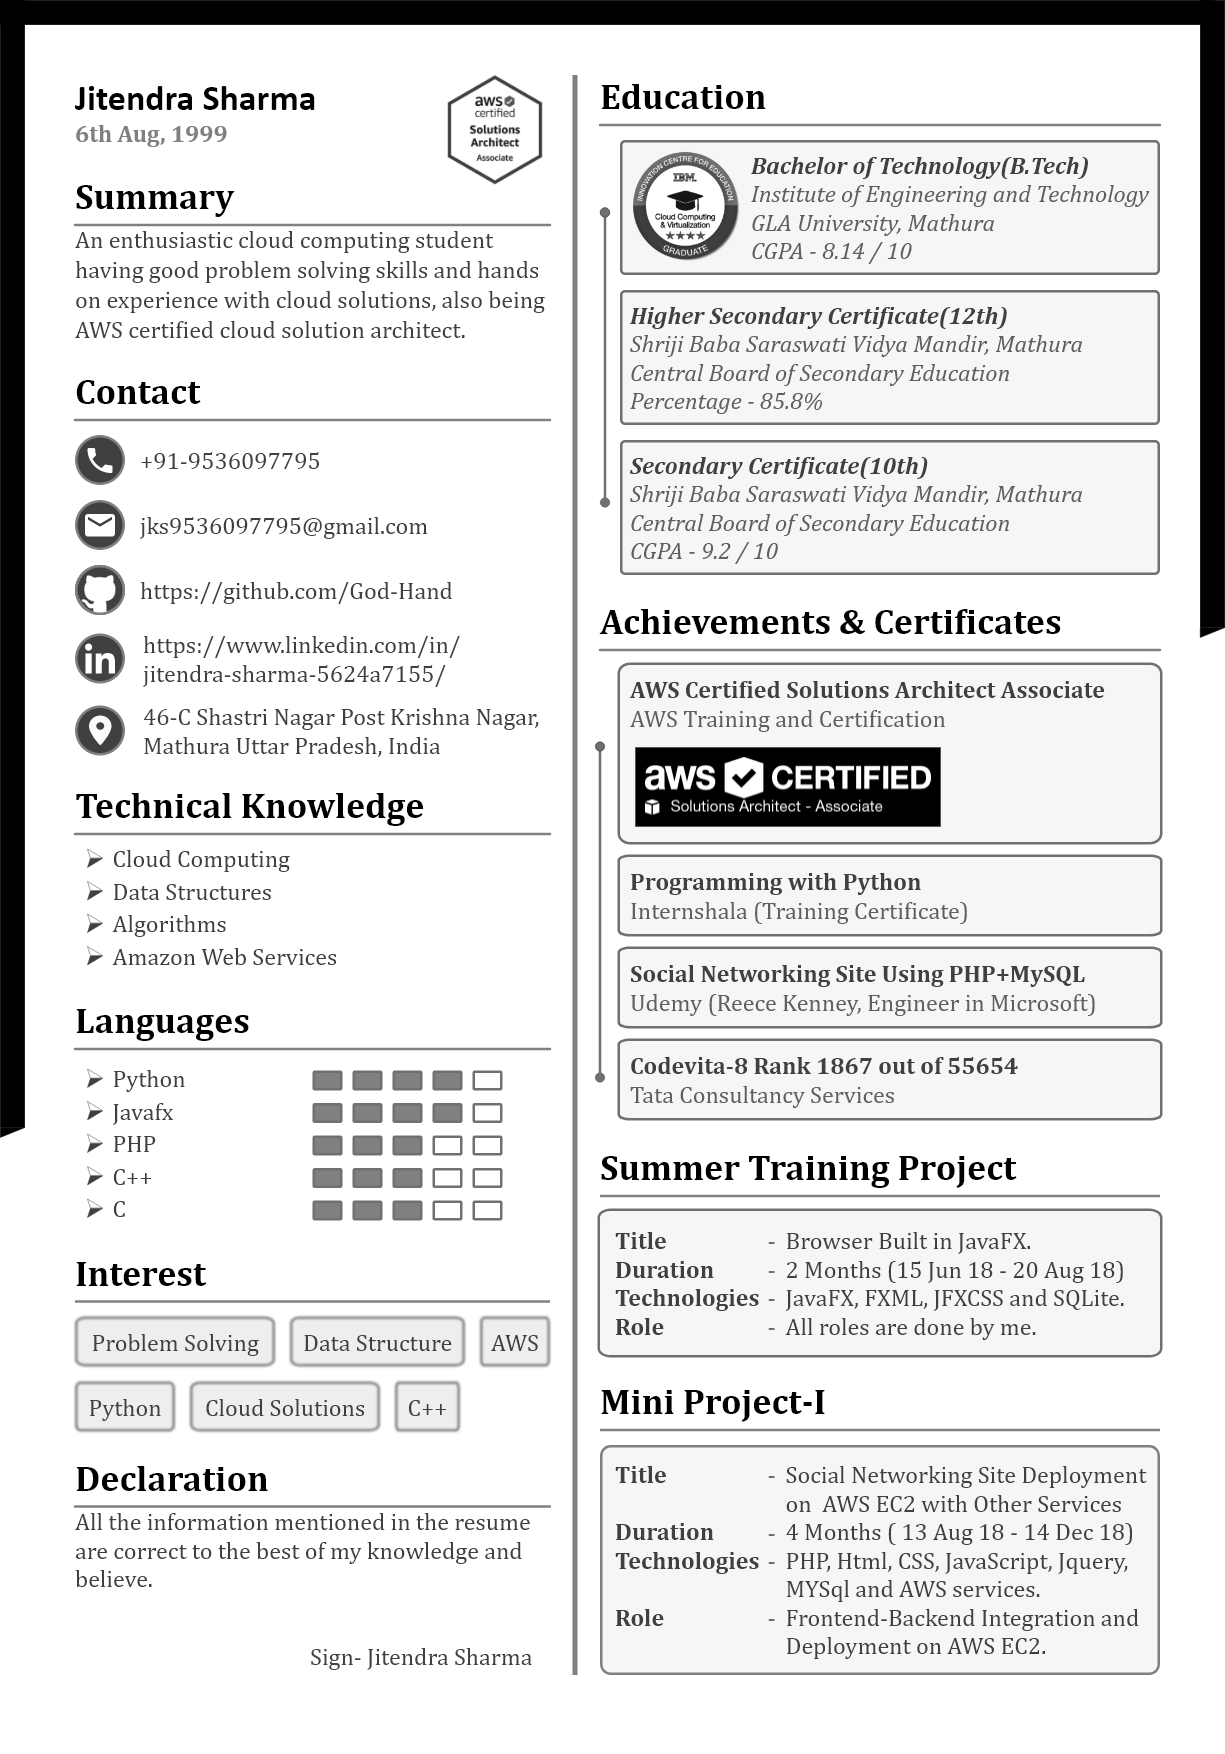 Jitendra Sharma
6th Aug, 1999
aws
certified
Solutions
Architect
Associate
Summary
An enthusiastic cloud computing student
having good problem solving skills and hands
on experience with cloud solutions, also being
AWS certified cloud solution architect.
Contact
+91-9536097795
jks9536097795@gmail.com
https://github.com/God-Hand
https://www.linkedin.com/in/
jitendra-sharma-5624a7155/
46-C Shastri Nagar Post Krishna Nagar,
Mathura Uttar Pradesh, India
Technical Knowledge
Cloud Computing
Data Structures
Algorithms
Amazon Web Services
Languages
Python
Javafx
PHP
C++
C
Interest
Problem Solving Data Structure AWS
Python Cloud Solutions C++
Declaration
All the information mentioned in the resume
are correct to the best of my knowledge and
believe.
Sign- Jitendra Sharma
Education
INNOVATION CENTRE FOR EDUCATION
IBM.
Cloud Computing
& Virtualization
GRADUATE
Bachelor of Technology(B.Tech)
Institute of Engineering and Technology
GLA University, Mathura
CGPA - 8.14 / 10
Higher Secondary Certificate(12th)
Shriji Baba Saraswati Vidya Mandir, Mathura
Central Board of Secondary Education
Percentage - 85.8%
Secondary Certificate(10th)
Shriji Baba Saraswati Vidya Mandir, Mathura
Central Board of Secondary Education
CGPA - 9.2 / 10
Achievements & Certificates
AWS Certified Solutions Architect Associate
AWS Training and Certification
aws CERTIFIED
Solutions Architect - Associate
Programming with Python
Internshala (Training Certificate)
Social Networking Site Using PHP+MySQL
Udemy (Reece Kenney, Engineer in Microsoft)
Codevita-8 Rank 1867 out of 55654
Tata Consultancy Services
Summer Training Project
Title - Browser Built in JavaFX.
Duration - 2 Months (15 Jun 18 - 20 Aug 18)
Technologies - JavaFX, FXML, JFXCSS and SQLite.
Role - All roles are done by me.
Mini Project-I
Title - Social Networking Site Deployment
on AWS EC2 with Other Services
Duration - 4 Months ( 13 Aug 18 - 14 Dec 18)
Technologies - PHP, Html, CSS, JavaScript, Jquery,
MYSql and AWS services.
Role - Frontend-Backend Integration and
Deployment on AWS EC2.